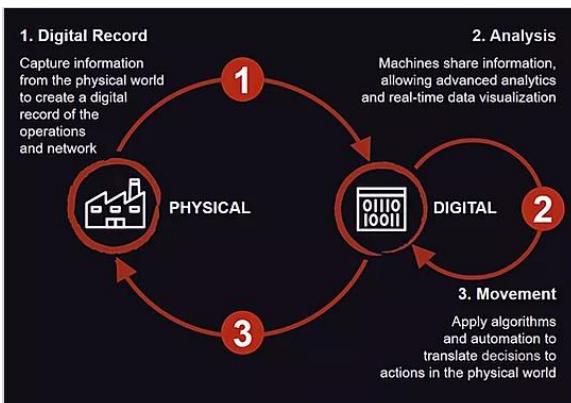 1. Digital Record
Capture information
from the physical world
to create a digital
record of the
operations
and network
2. Analysis
Machines share information,
allowing advanced analytics
and real-time data visualization
1
PHYSICAL
01110
10011
DIGITAL
2
3
3. Movement
Apply algorithms
and automation to
translate decisions to
actions in the physical world